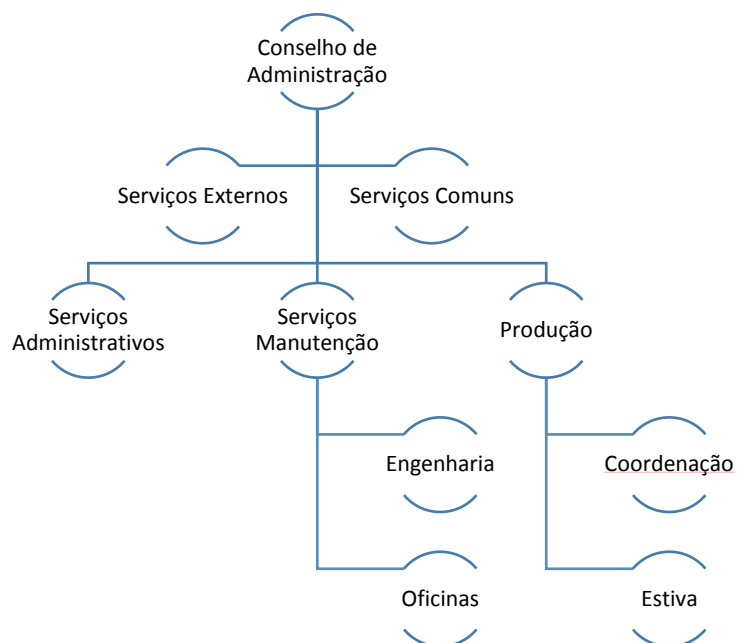 Conselho de
Administração
Serviços Externos
Serviços Comuns
Serviços
Administrativos
Serviços
Manutenção
Produção
Engenharia
Coordenação
Oficinas
Estiva